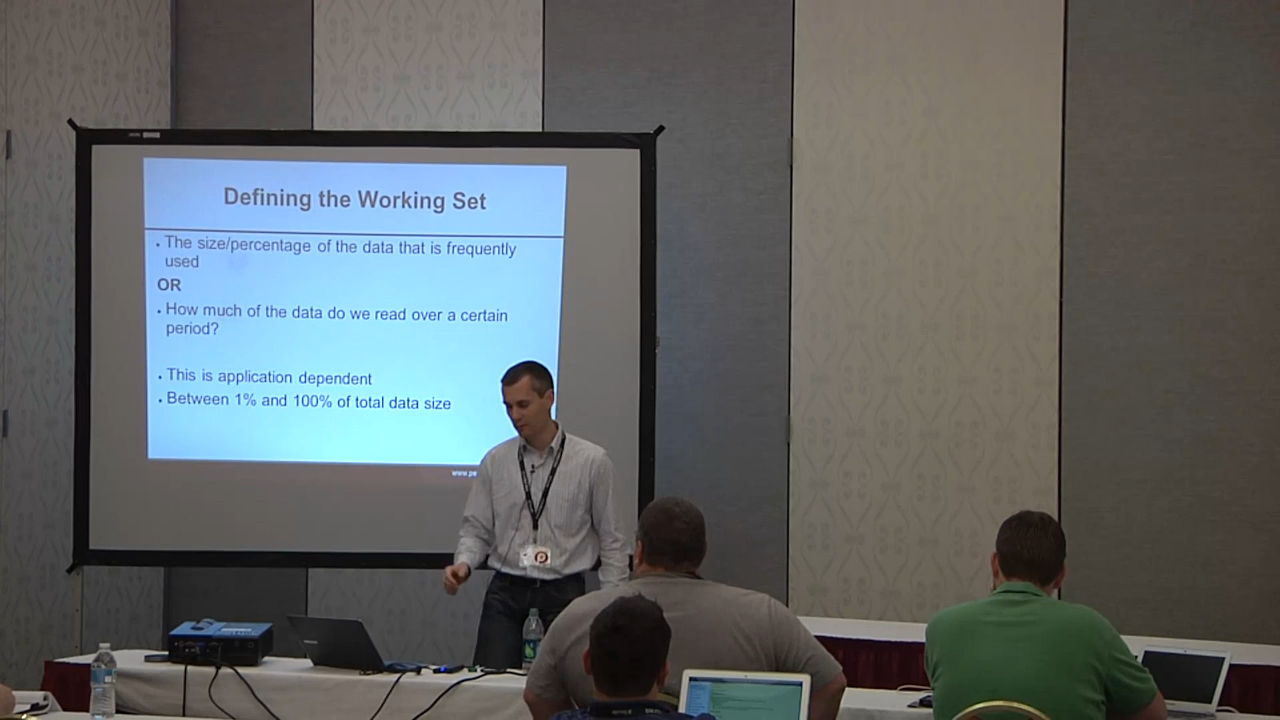 Defining the Working Set
• The size/percentage of the data that is frequently
used
OR
• How much of the data do we read over a certain
period?
• This is application dependent
• Between 1% and 100% of total data size
www.pe